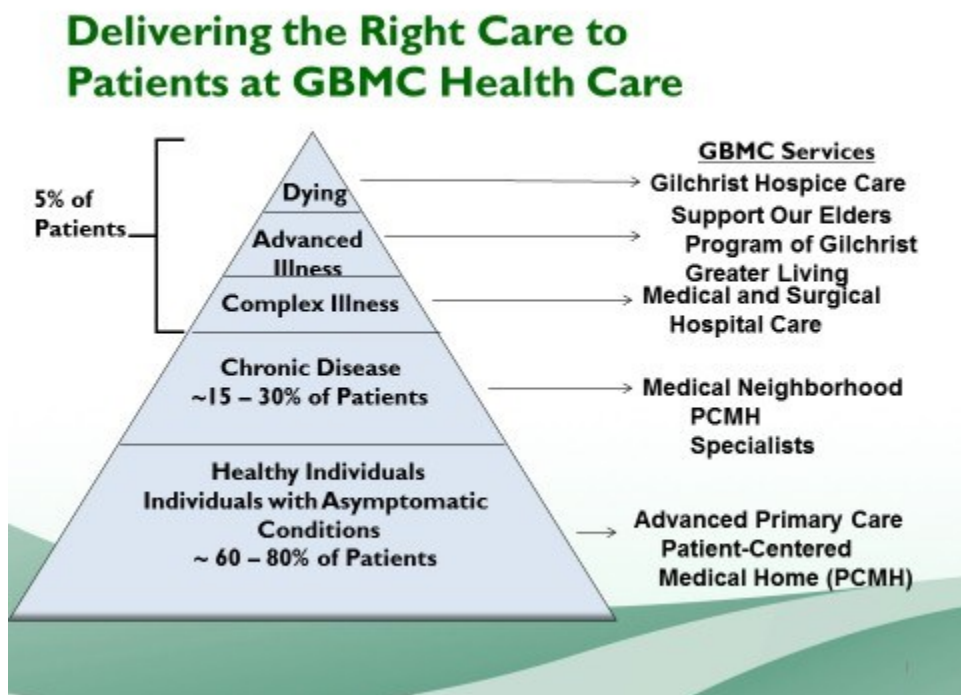 Delivering the Right Care to
Patients at GBMC Health Care
5% of
Patients
Dying
Advanced
Illness
Complex Illness
Chronic Disease
~15 – 30% of Patients
Healthy Individuals
Individuals with Asymptomatic
Conditions
~ 60 – 80% of Patients
GBMC Services
Gilchrist Hospice Care
Support Our Elders
Program of Gilchrist
Greater Living
Medical and Surgical
Hospital Care
Medical Neighborhood
PCMH
Specialists
Advanced Primary Care
Patient-Centered
Medical Home (PCMH)